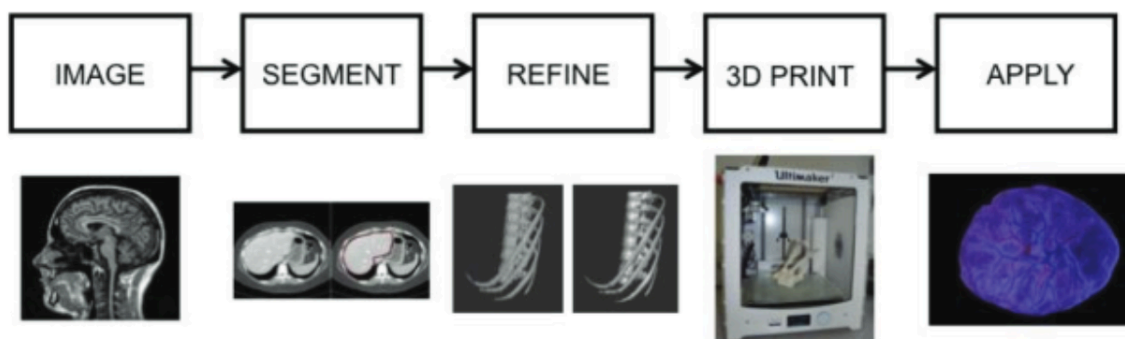 IMAGE
SEGMENT
REFINE
3D PRINT
APPLY
Ultimaker